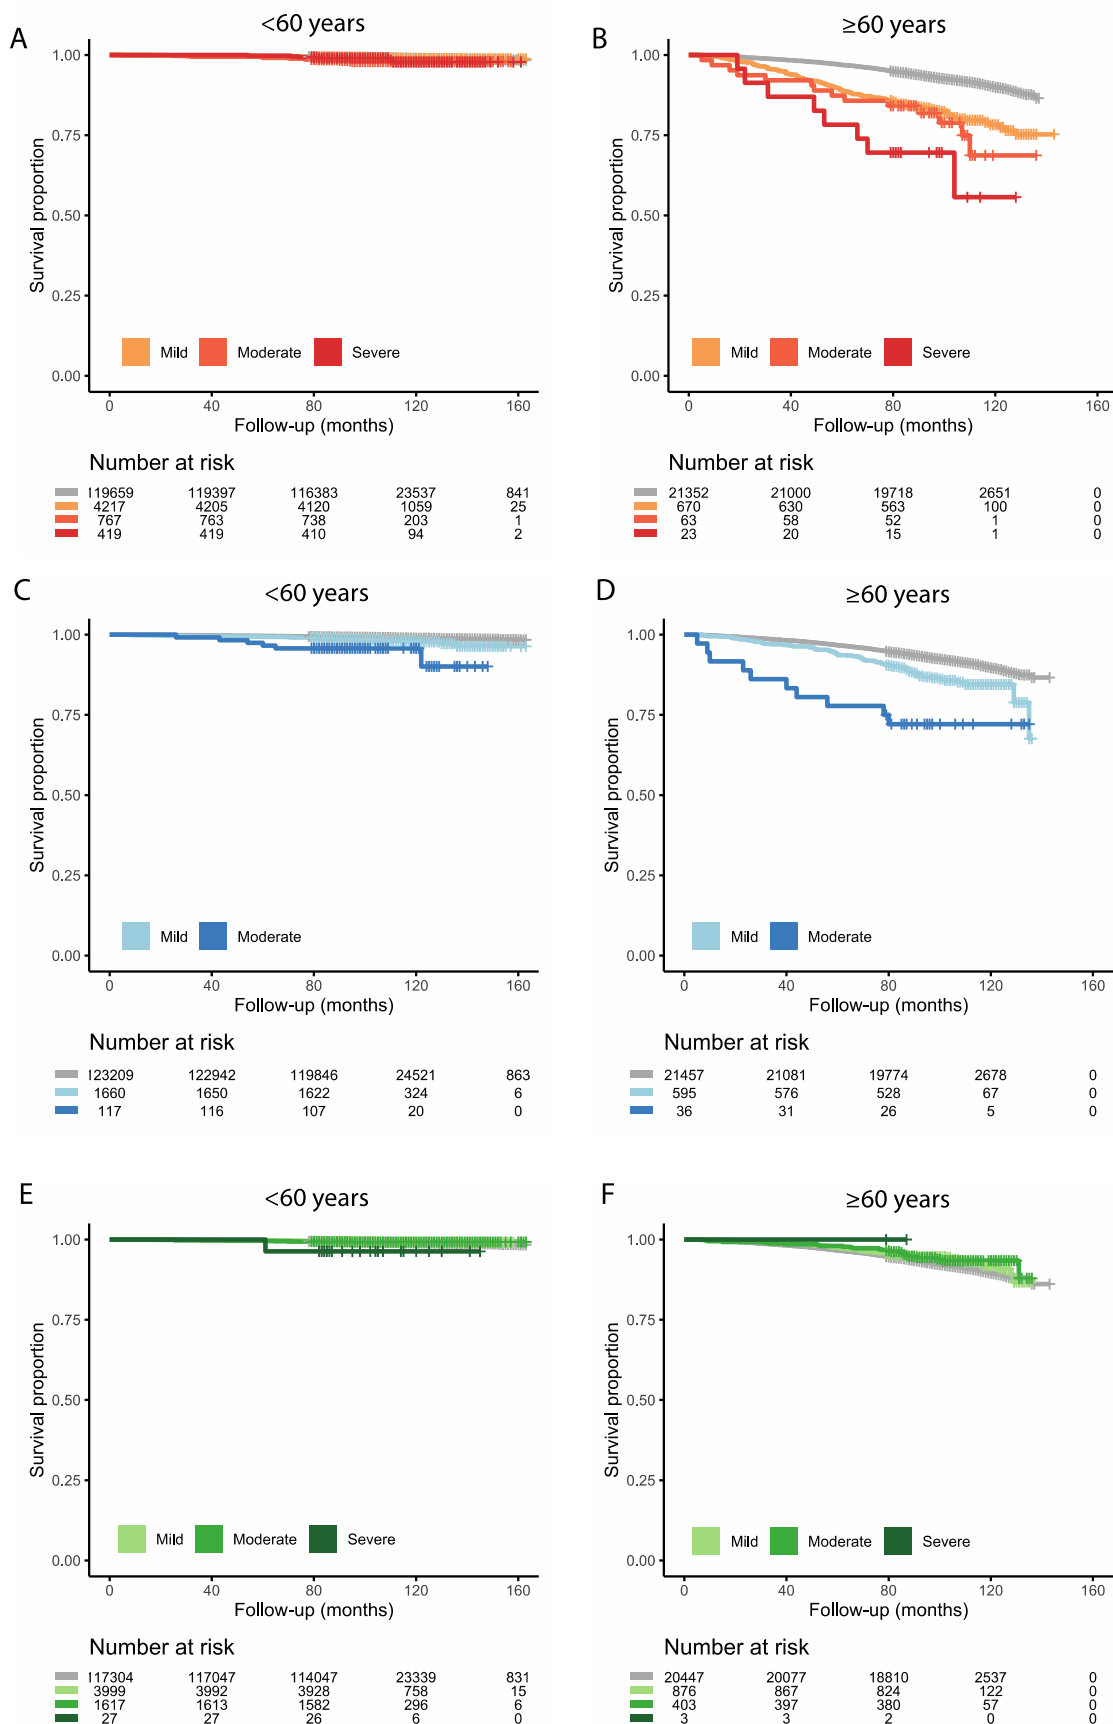 A
<60 years
1.00
0.75
0.50
0.25
0.00
Survival proportion
Mild Moderate Severe
0 40 80 120 160
Follow-up (months)
Number at risk
119659 119397 116383 23537 841
4217 4205 4120 1059 25
767 763 738 203 1
419 419 410 94 2
B
≥60 years
1.00
0.75
0.50
0.25
0.00
Survival proportion
Mild Moderate Severe
0 40 80 120 160
Follow-up (months)
Number at risk
21352 21000 19718 2651 0
670 630 563 100 0
63 58 52 1 0
23 20 15 1 0
C
<60 years
1.00
0.75
0.50
0.25
0.00
Survival proportion
Mild Moderate
0 40 80 120 160
Follow-up (months)
Number at risk
123209 122942 119846 24521 863
1660 1650 1622 324 6
117 116 107 20 0
D
≥60 years
1.00
0.75
0.50
0.25
0.00
Survival proportion
Mild Moderate
0 40 80 120 160
Follow-up (months)
Number at risk
21457 21081 19774 2678 0
595 576 528 67 0
36 31 26 5 0
E
<60 years
1.00
0.75
0.50
0.25
0.00
Survival proportion
Mild Moderate Severe
0 40 80 120 160
Follow-up (months)
Number at risk
117304 117047 114047 23339 831
3999 3992 3928 758 15
1617 1613 1582 296 6
27 27 26 6 0
F
≥60 years
1.00
0.75
0.50
0.25
0.00
Survival proportion
Mild Moderate Severe
0 40 80 120 160
Follow-up (months)
Number at risk
20447 20077 18810 2537 0
876 867 824 122 0
403 397 380 57 0
3 3 2 0 0